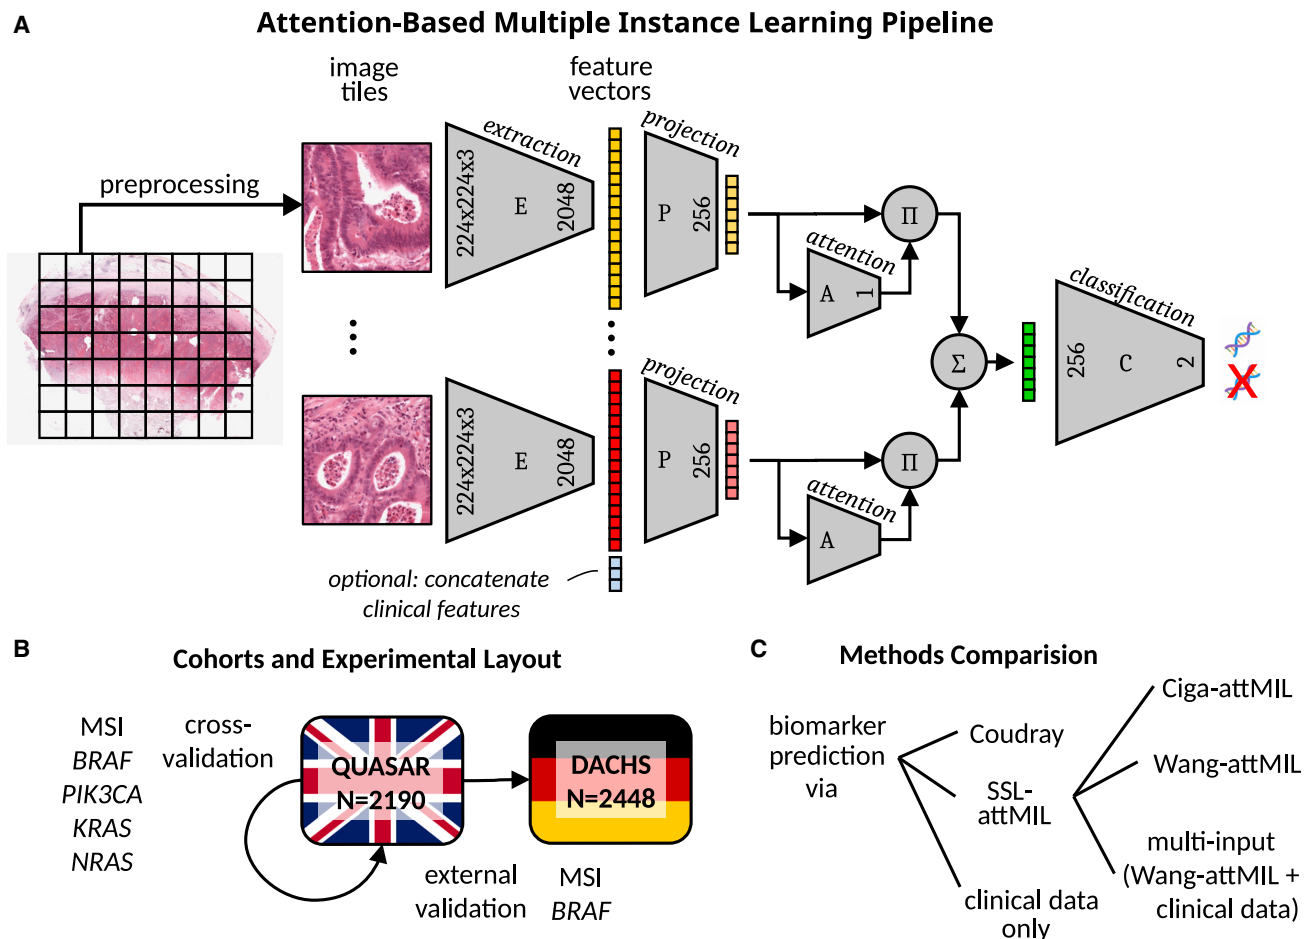 A
Attention-Based Multiple Instance Learning Pipeline
image
tiles
feature
vectors
preprocessing
extraction
224x224x3
E
2048
projection
P
256
attention
A
1
Π
projection
224x224x3
E
2048
P
256
attention
A
Π
Σ
classification
256
C
2
X
optional: concatenate
clinical features
B
Cohorts and Experimental Layout
MSI
BRAF
PIK3CA
KRAS
NRAS
cross-
validation
QUASAR
N=2190
DACHS
N=2448
external
validation
MSI
BRAF
C
Methods Comparision
biomarker
prediction
via
Coudray
SSL-
attMIL
clinical data
only
Ciga-attMIL
Wang-attMIL
multi-input
(Wang-attMIL +
clinical data)